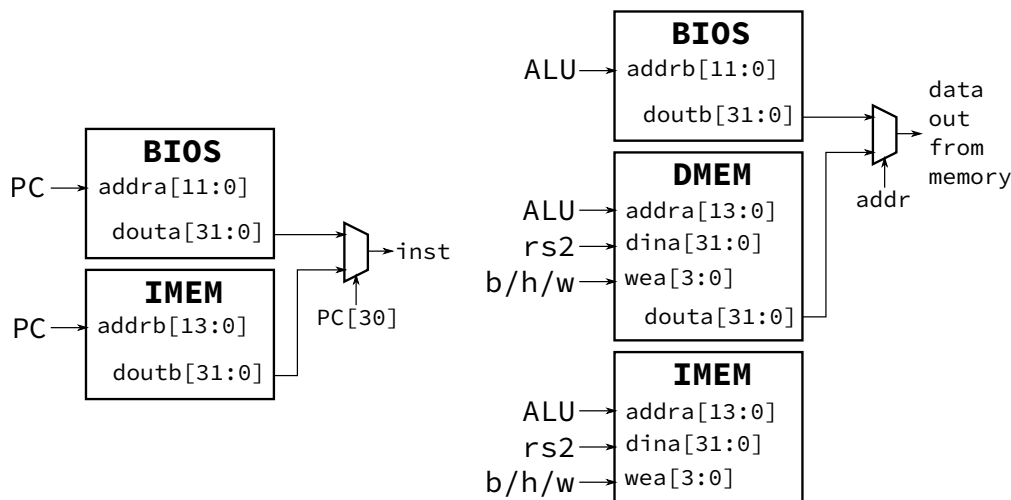 BIOS
PC
addra[11:0]
douta[31:0]
IMEM
PC
addrb[13:0]
doutb[31:0]
inst
PC[30]
BIOS
ALU
addrb[11:0]
doutb[31:0]
DMEM
ALU
addra[13:0]
rs2
dina[31:0]
b/h/w
wea[3:0]
douta[31:0]
addr
data
out
from
memory
IMEM
ALU
addra[13:0]
rs2
dina[31:0]
b/h/w
wea[3:0]